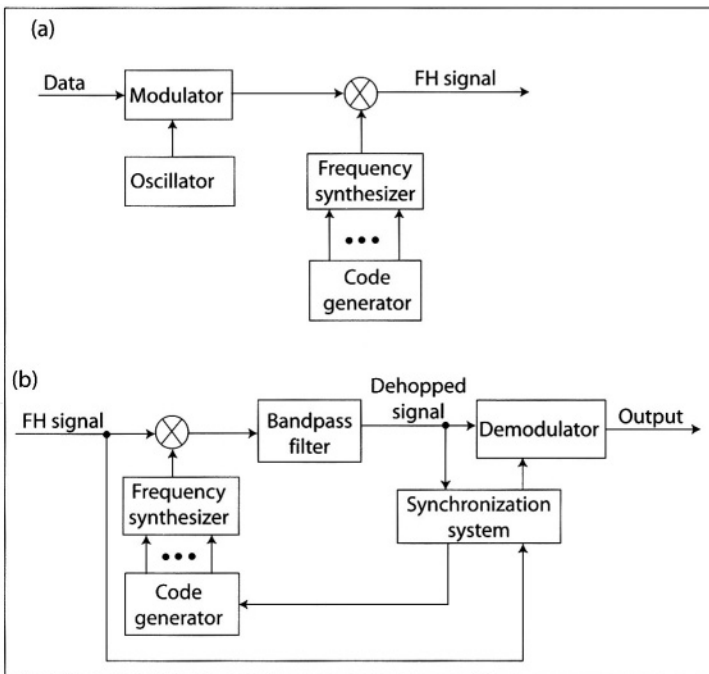 (a)
Data
Modulator
FH signal
Oscillator
Frequency
synthesizer
Code
generator
(b)
FH signal
Bandpass
filter
Dehopped
signal
Demodulator
Output
Frequency
synthesizer
Synchronization
system
Code
generator